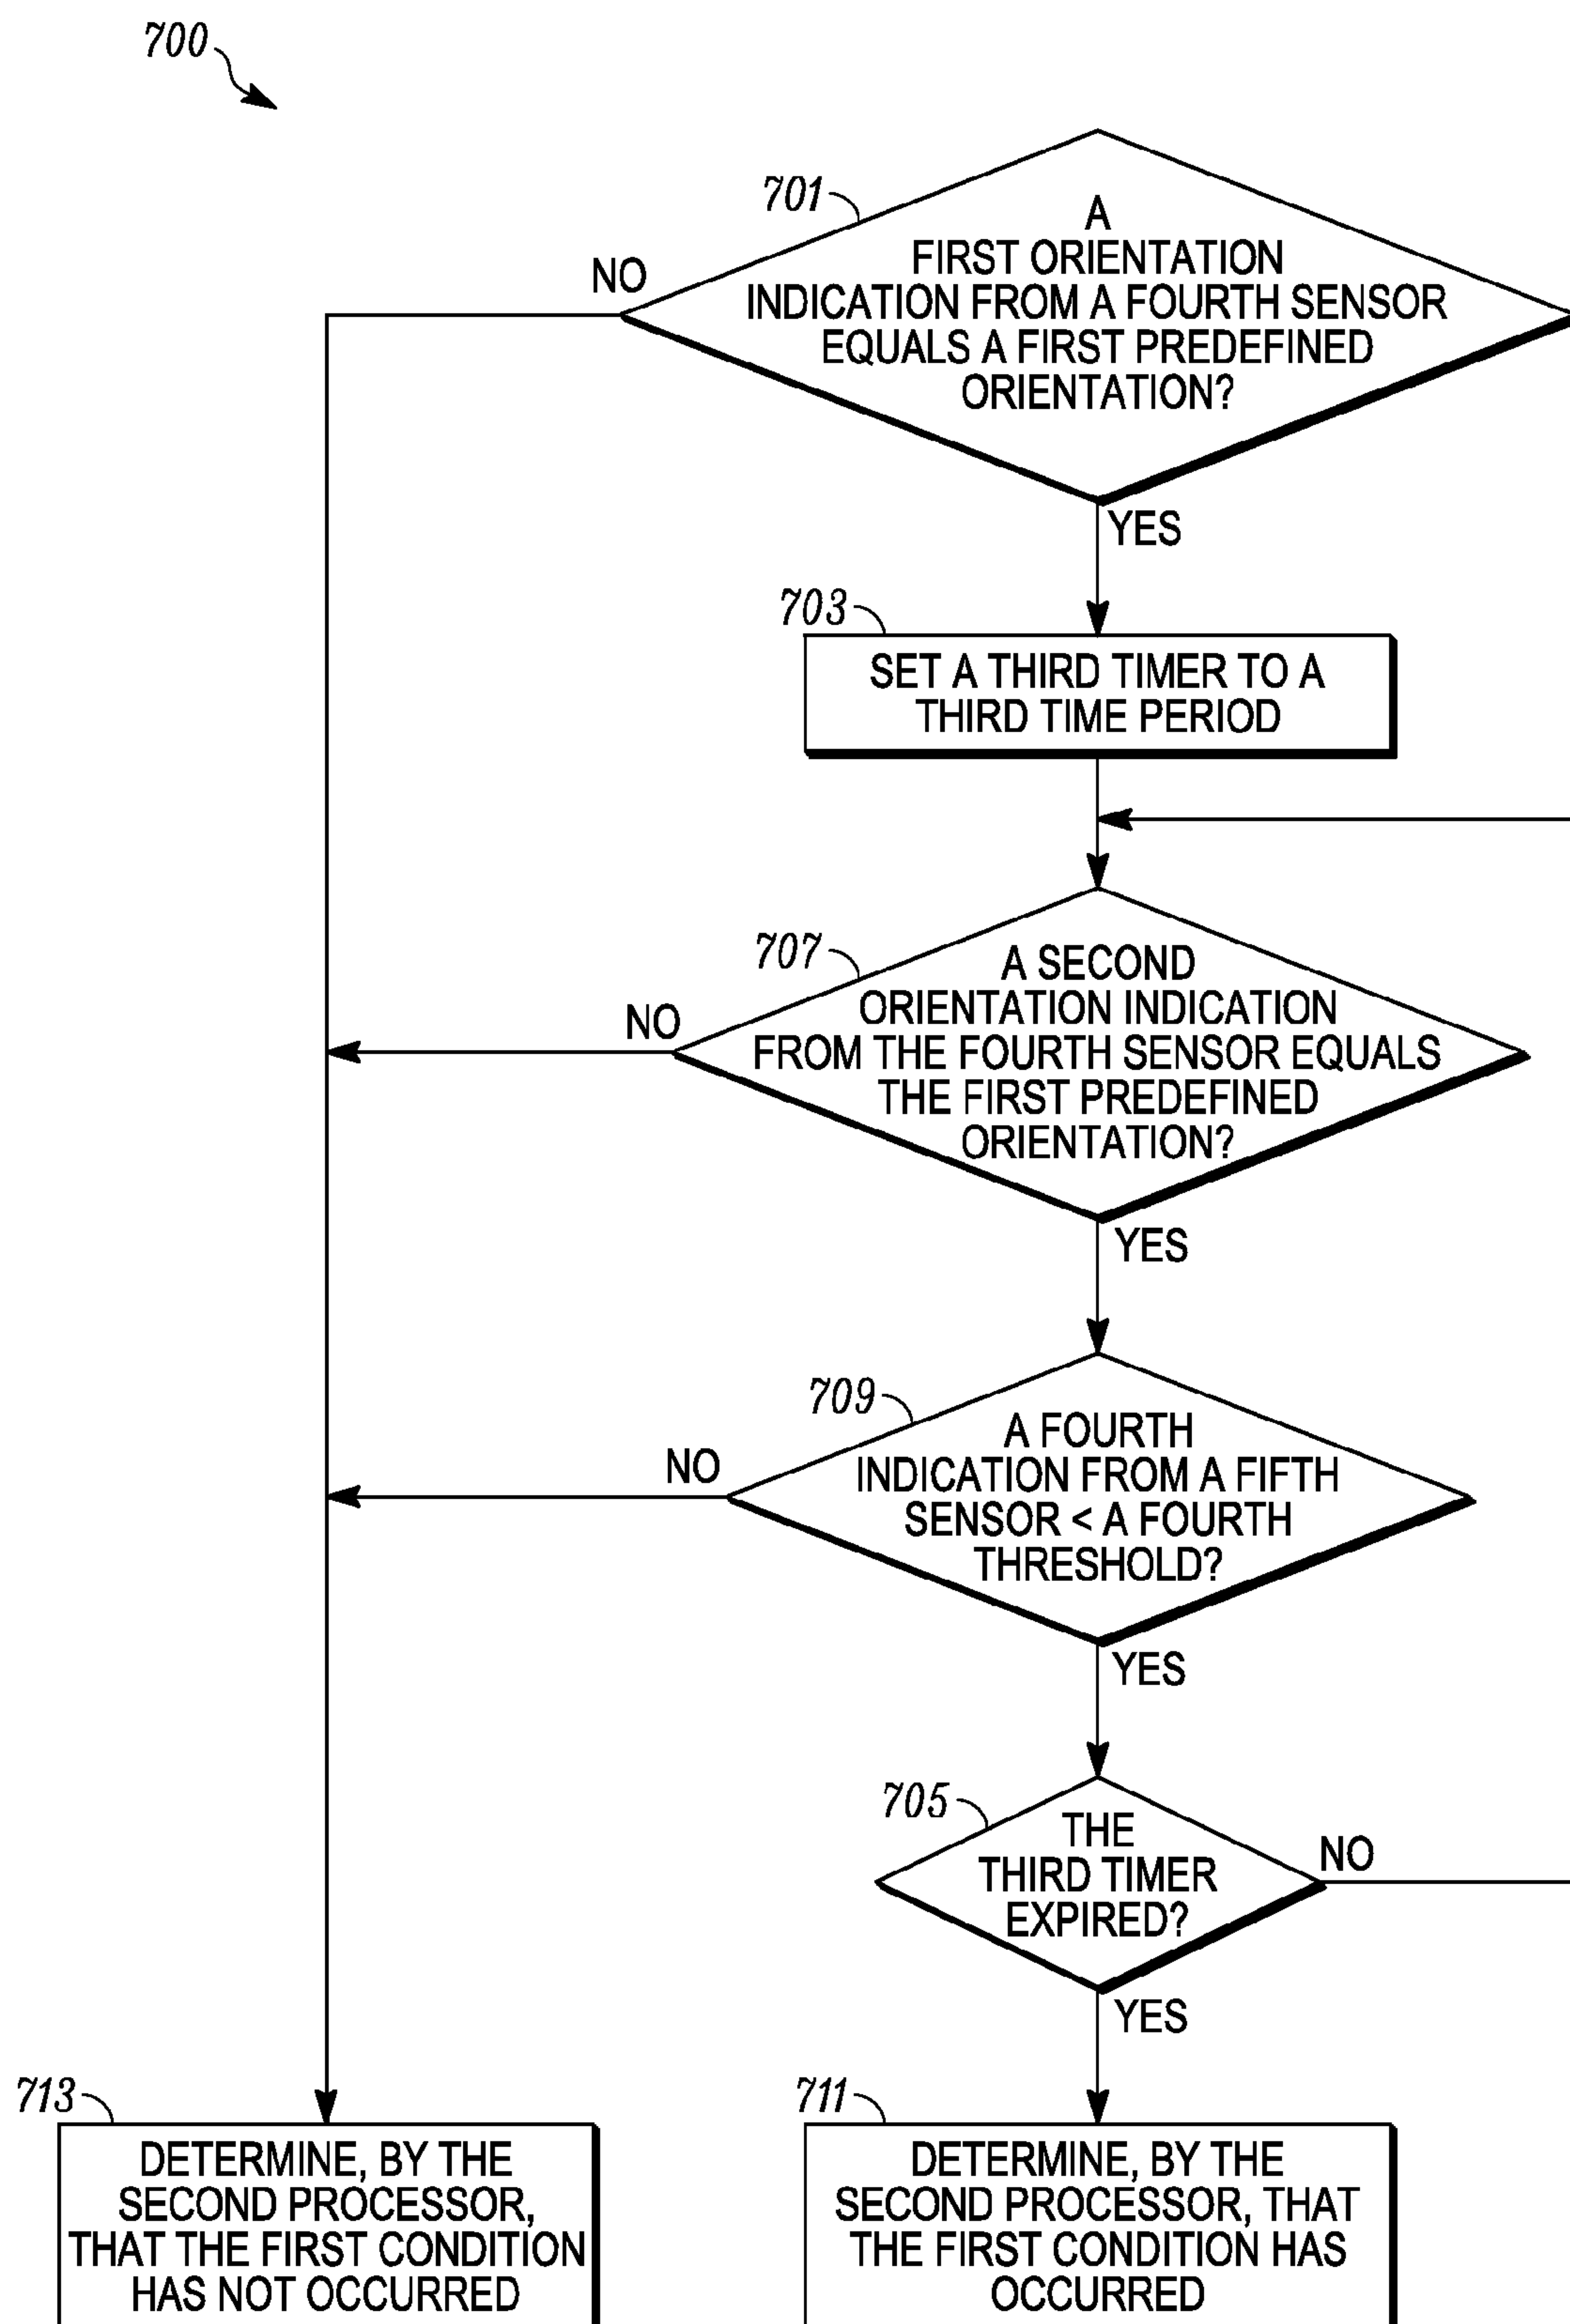 700
701
A
FIRST ORIENTATION
INDICATION FROM A FOURTH SENSOR
EQUALS A FIRST PREDEFINED
ORIENTATION?
NO
YES
703
SET A THIRD TIMER TO A
THIRD TIME PERIOD
707
A SECOND
ORIENTATION INDICATION
FROM THE FOURTH SENSOR EQUALS
THE FIRST PREDEFINED
ORIENTATION?
NO
YES
709
A FOURTH
INDICATION FROM A FIFTH
SENSOR < A FOURTH
THRESHOLD?
NO
YES
705
THE
THIRD TIMER
EXPIRED?
NO
YES
713
DETERMINE, BY THE
SECOND PROCESSOR,
THAT THE FIRST CONDITION
HAS NOT OCCURRED
711
DETERMINE, BY THE
SECOND PROCESSOR, THAT
THE FIRST CONDITION HAS
OCCURRED